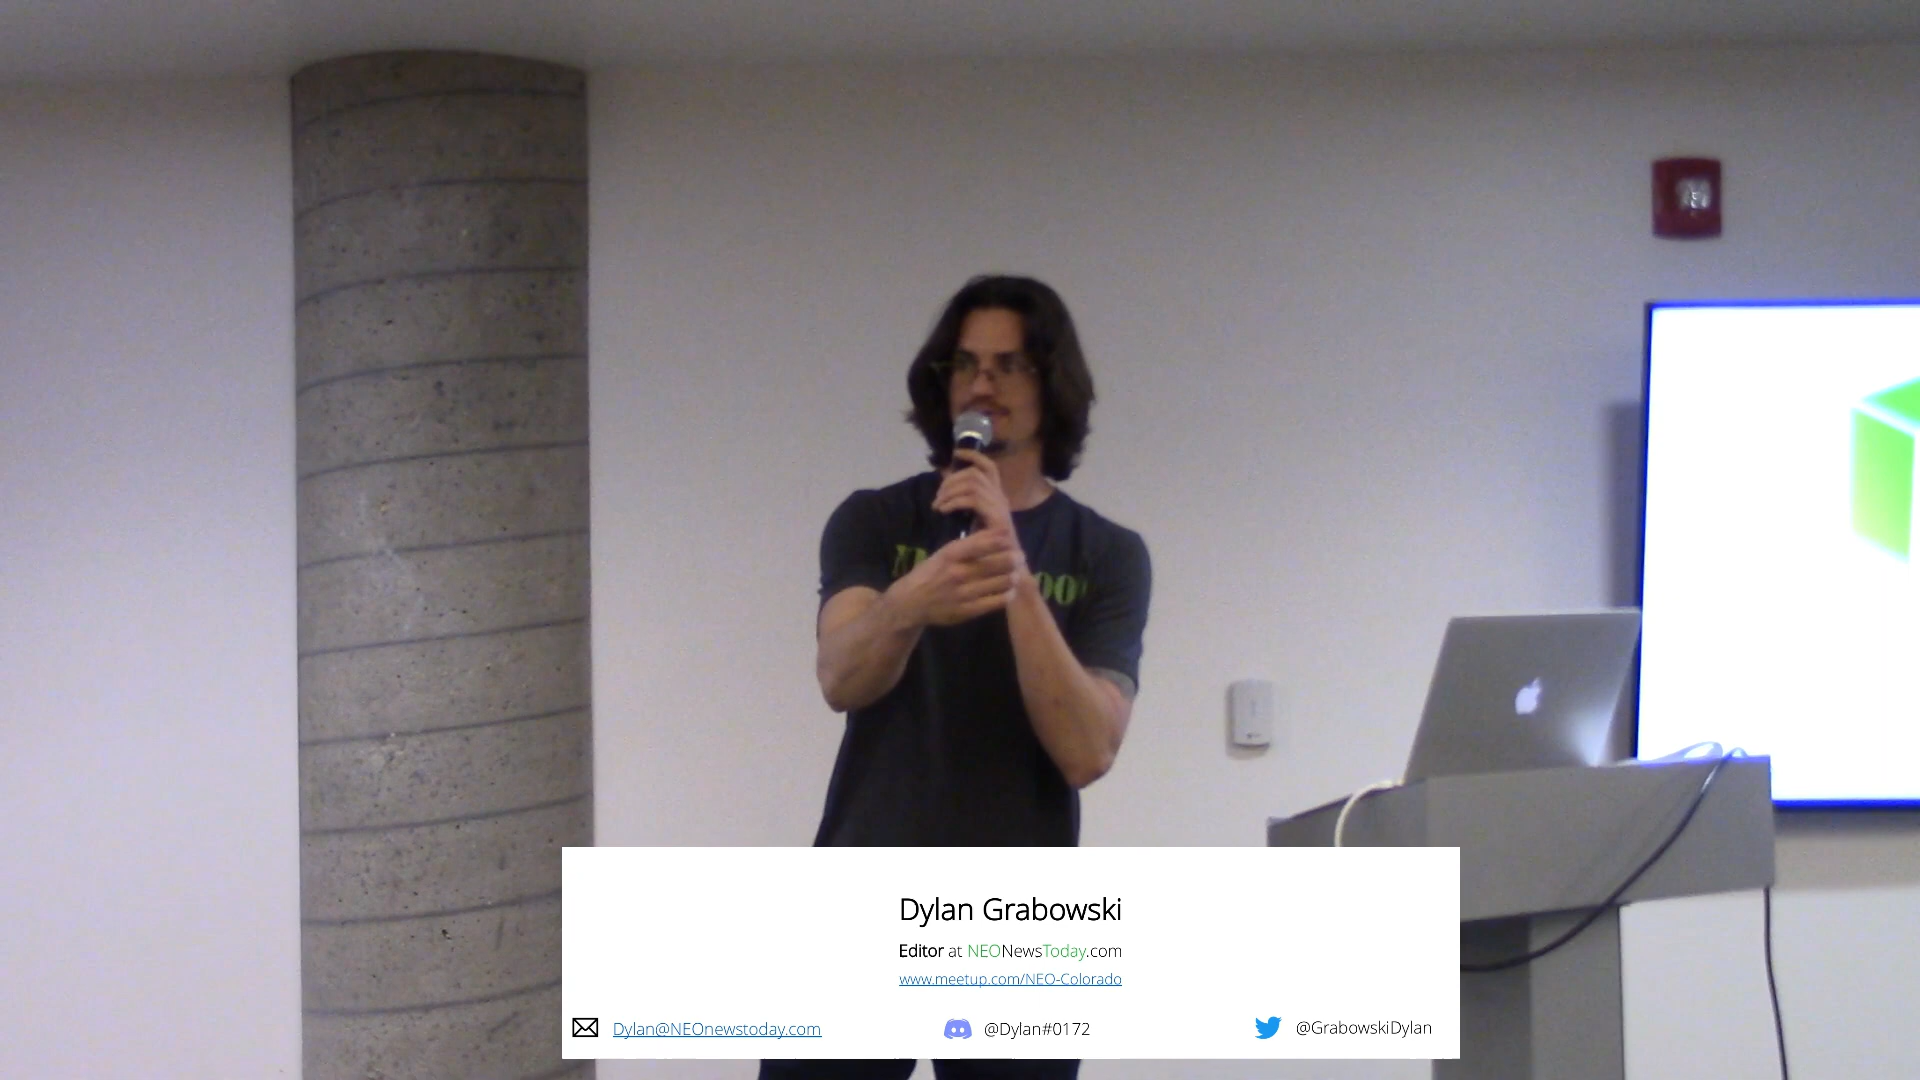 Dylan Grabowski
Editor at NEONewsToday.com
www.meetup.com/NEO-Colorado
Dylan@NEOnewstoday.com
@Dylan#0172
@GrabowskiDylan